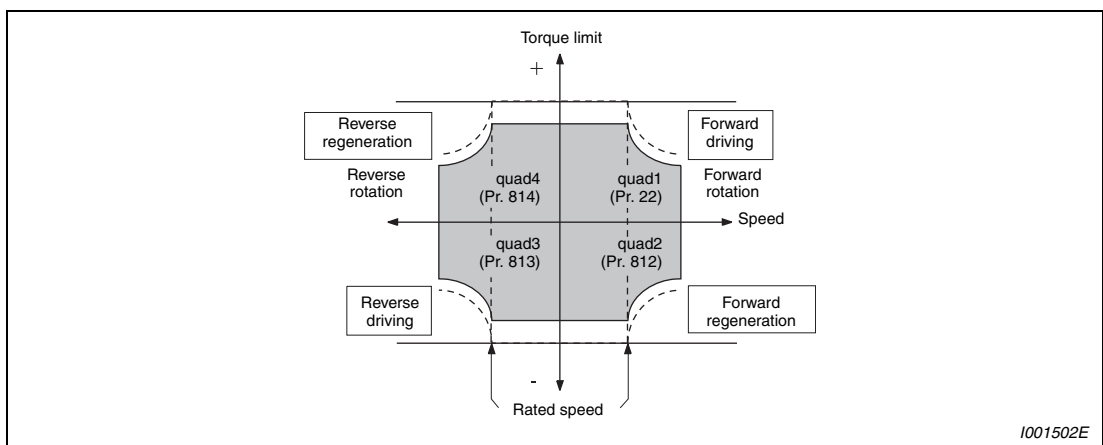 Torque limit
+
Reverse
regeneration
Forward
driving
Reverse
rotation
quad4
(Pr. 814)
quad1
(Pr. 22)
Forward
rotation
Speed
quad3
(Pr. 813)
quad2
(Pr. 812)
Reverse
driving
Forward
regeneration
-
Rated speed
I001502E